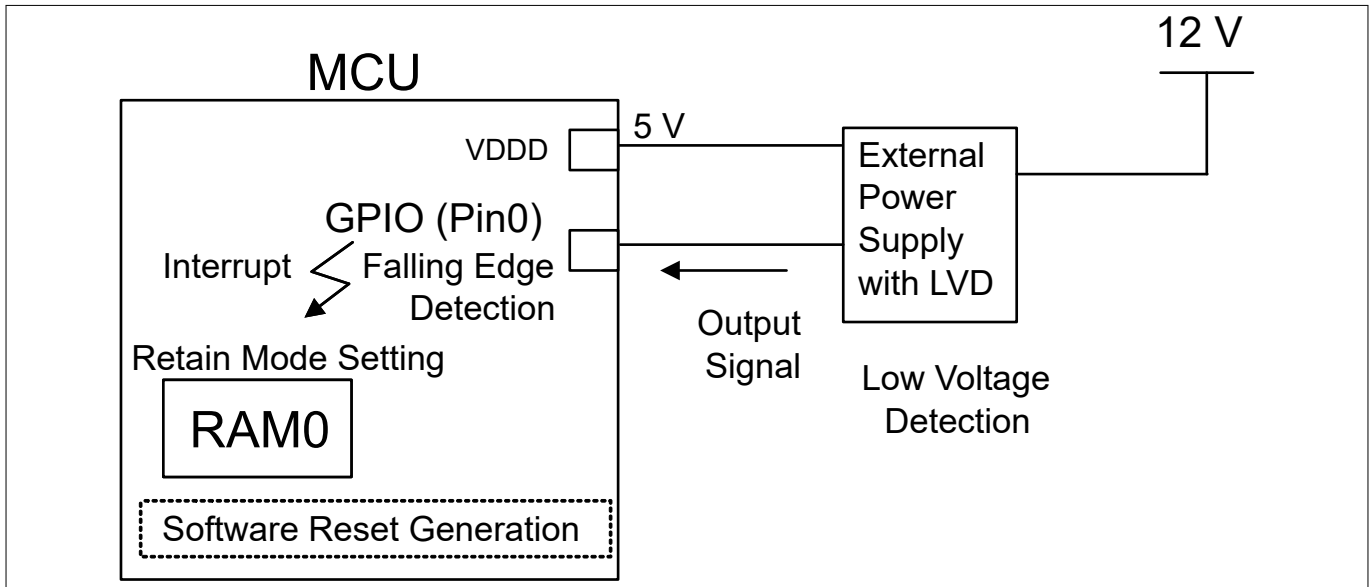 12 V
MCU
VDDD
5 V
External
Power
Supply
with LVD
GPIO (Pin0)
Interrupt
Falling Edge
Detection
Output
Signal
Low Voltage
Detection
Retain Mode Setting
RAM0
Software Reset Generation